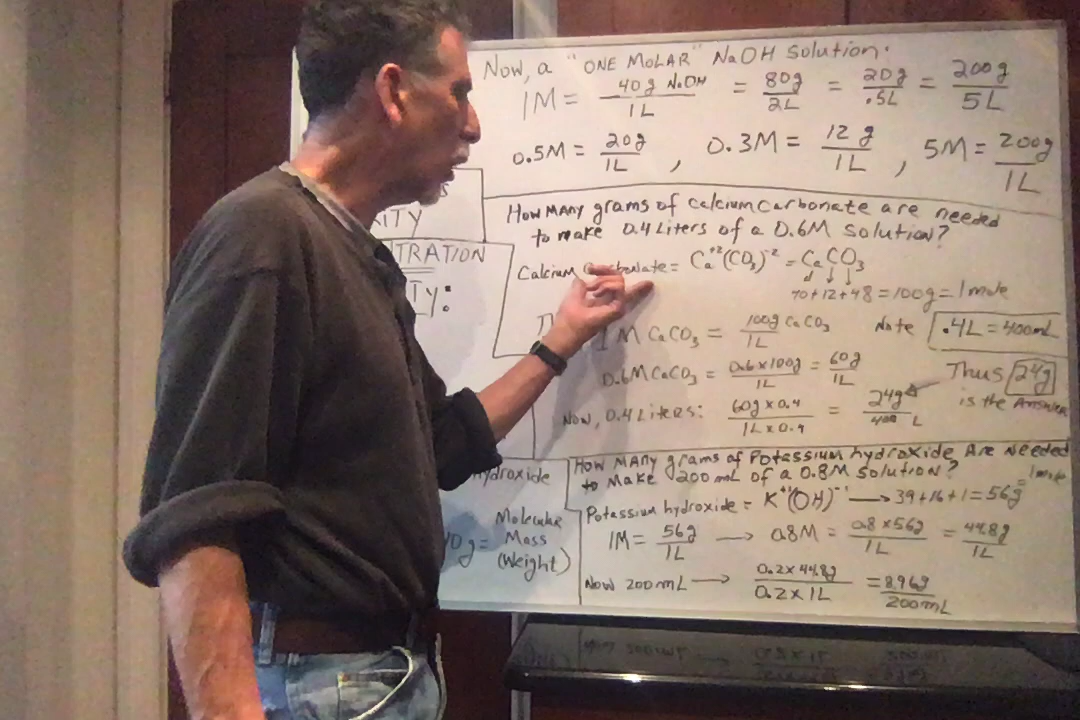 Now, a "ONE MOLAR" NaOH Solution.
1M = 40g NaOH / 1L = 80g / 2L = 20g / .5L = 200g / 5L
0.5M = 20g / 1L , 0.3M = 12g / 1L , 5M = 200g / 1L
ITY
TRATION
TY:
How MANY grams of calcium carbonate are needed
to make 0.4 Liters of a 0.6M solution?
Calcium = Ca+2(CO3)-2 = CaCO3
40+12+48 = 100g = 1 mole
1M CaCO3 = 100g CaCO3 / 1L
Note .4L = 400mL
0.6M CaCO3 = 0.6 x 100g / 1L = 60g / 1L
Thus 24g
is the Answer
Now, 0.4 Liters: 60g x 0.4 / 1L x 0.4 = 24g / L
How MANY grams of Potassium hydroxide Are Needed
to Make 200 mL of a 0.8M solution?
Potassium hydroxide = K+1(OH)-1 → 39+16+1 = 56g = 1 mole
1M = 56g / 1L → 0.8M = 0.8 x 56g / 1L = 44.8g / 1L
Now 200mL → 0.2 x 44.8g / 0.2 x 1L = 8.96g / 200mL
hydroxide
0g = Molecular
Mass
(Weight)